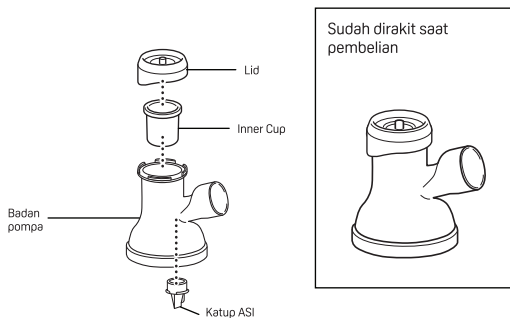 Lid
Inner Cup
Badan
pompa
Katup ASI
Sudah dirakit saat
pembelian